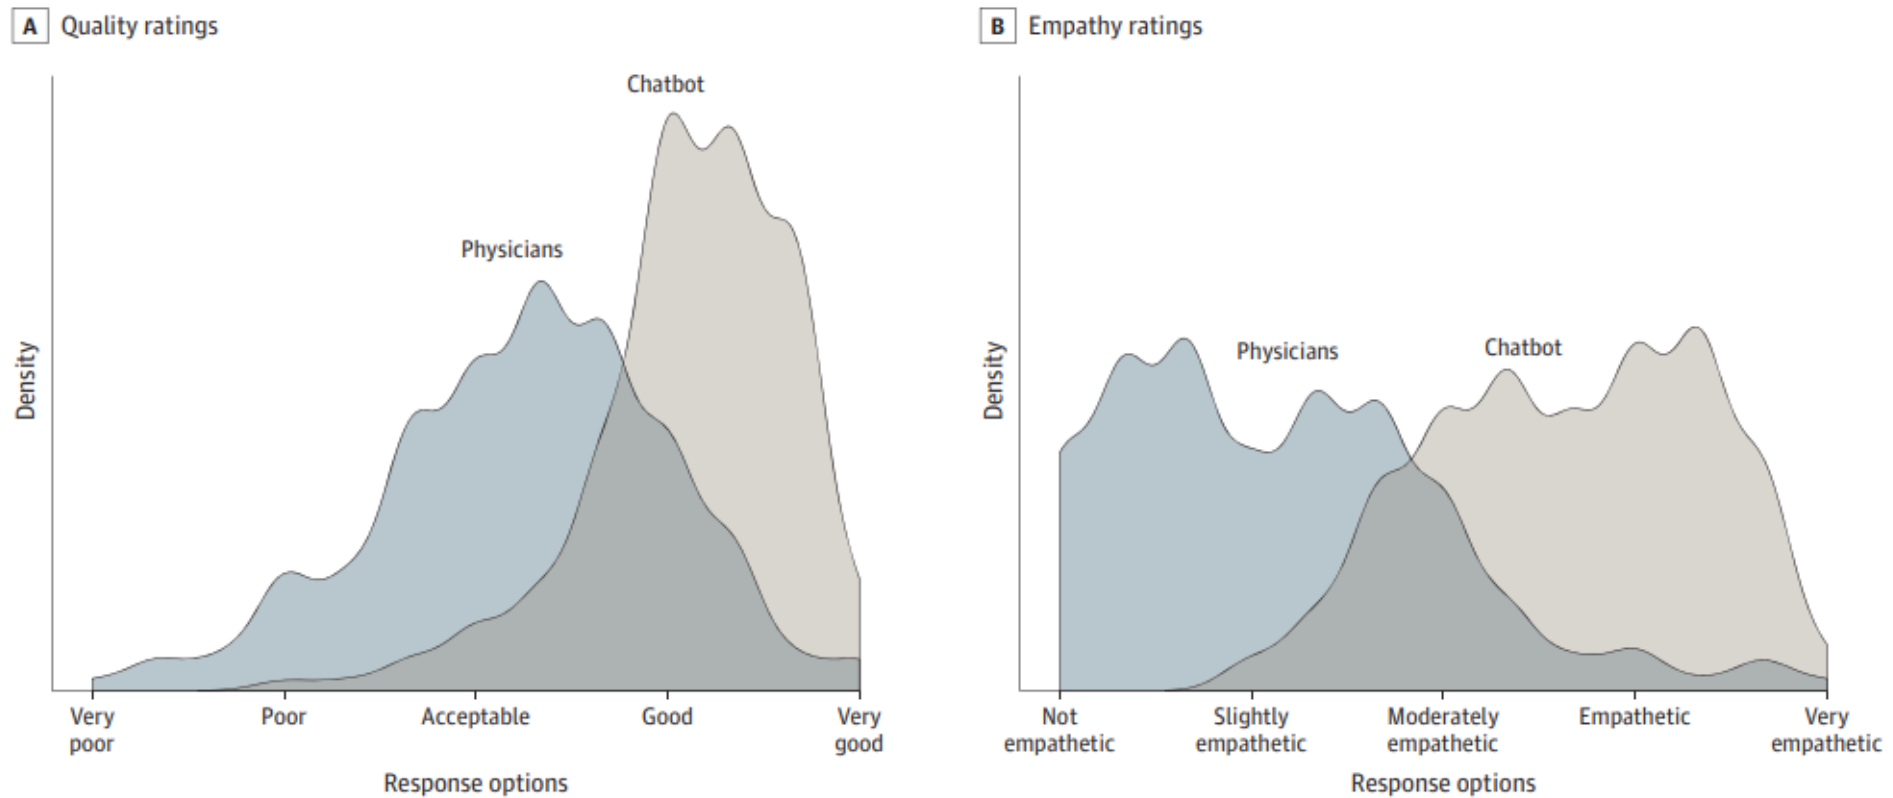 A Quality ratings
Chatbot
Physicians
Density
Very
poor
Poor
Acceptable
Good
Very
good
Response options
B Empathy ratings
Physicians
Chatbot
Density
Not
empathetic
Slightly
empathetic
Moderately
empathetic
Empathetic
Very
empathetic
Response options